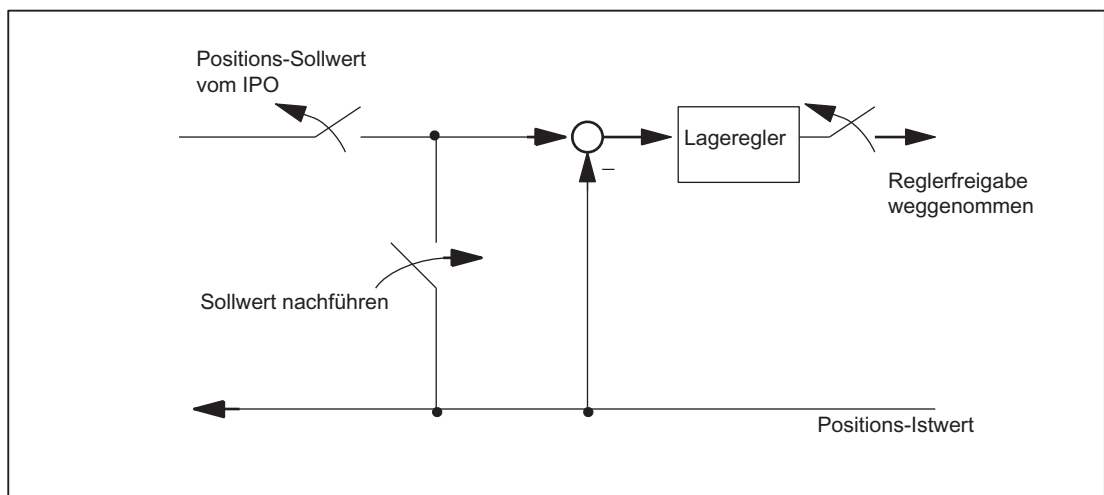 Positions-Sollwert
vom IPO
Lageregler
–
Reglerfreigabe
weggenommen
Sollwert nachführen
Positions-Istwert